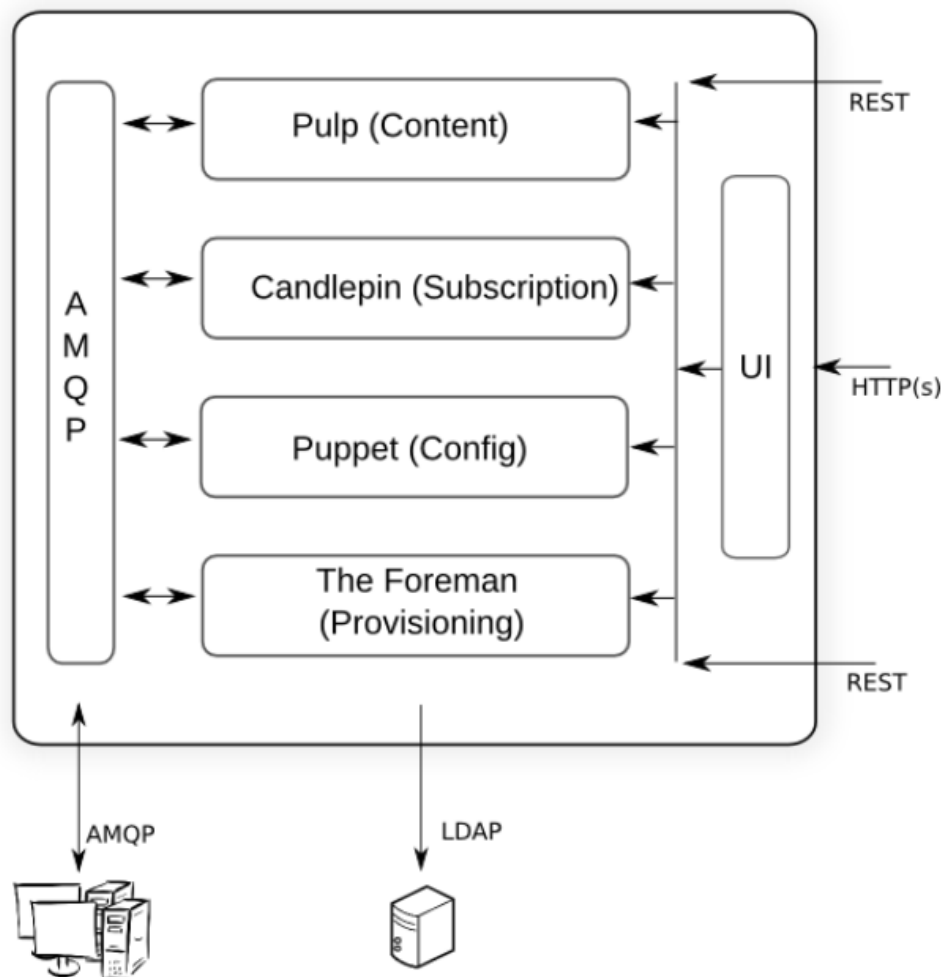 REST
Pulp (Content)
Candlepin (Subscription)
A
M
Q
P
UI
HTTP(s)
Puppet (Config)
The Foreman
(Provisioning)
REST
AMQP
LDAP